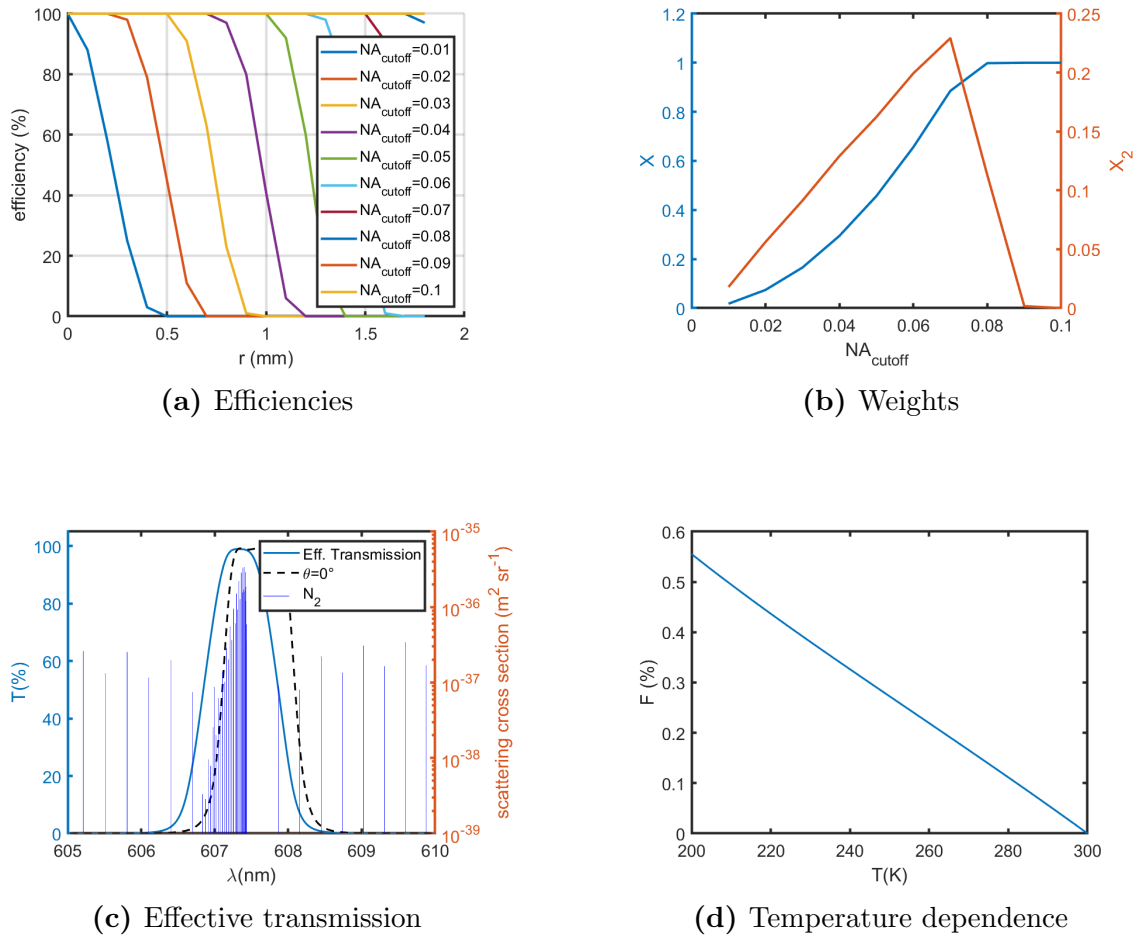 100
80
60
40
20
0
efficiency (%)
0
0.5
1
1.5
2
r (mm)
NAcutoff=0.01
NAcutoff=0.02
NAcutoff=0.03
NAcutoff=0.04
NAcutoff=0.05
NAcutoff=0.06
NAcutoff=0.07
NAcutoff=0.08
NAcutoff=0.09
NAcutoff=0.1
(a) Efficiencies
1.2
1
0.8
0.6
0.4
0.2
0
X
0
0.02
0.04
0.06
0.08
0.1
NAcutoff
0.25
0.2
0.15
0.1
0.05
0
X2
(b) Weights
100
80
60
40
20
0
T(%)
605
606
607
608
609
610
λ(nm)
Eff. Transmission
θ=0°
N2
10-35
10-36
10-37
10-38
10-39
scattering cross section (m2 sr-1)
(c) Effective transmission
0.6
0.5
0.4
0.3
0.2
0.1
0
F (%)
200
220
240
260
280
300
T(K)
(d) Temperature dependence